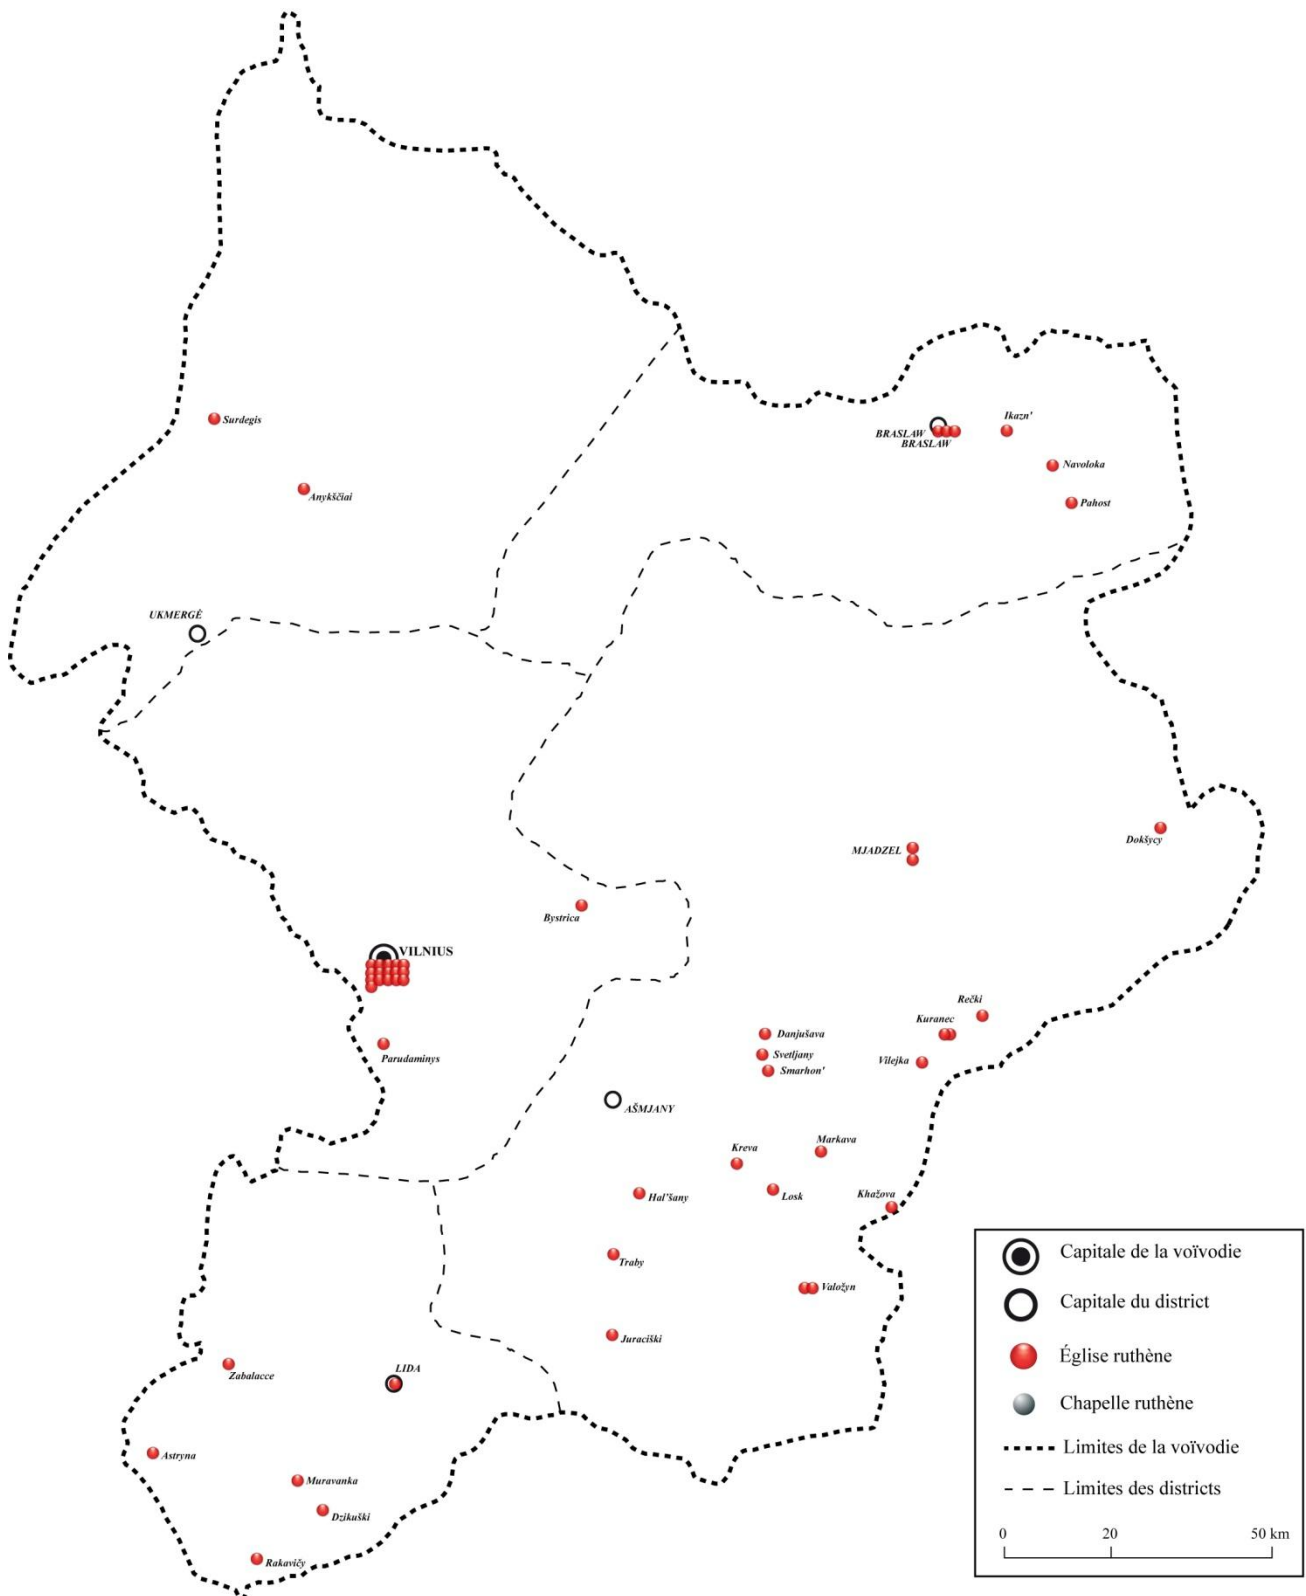 Surdegis
Anykščiai
UKMERGĖ
BRASLAW
BRASLAW
Ikazn'
Navoloka
Pahost
MJADZEL
Dokšycy
Bystrica
VILNIUS
Parudaminys
Rečki
Kuranec
Vilejka
Danjušava
Svetljany
Smarhon'
AŠMJANY
Markava
Kreva
Losk
Hal'šany
Khažova
Traby
Valožyn
Juraciški
LIDA
Zabalacce
Astryna
Muravanka
Dzikuški
Rakavičy
Capitale de la voïvodie
Capitale du district
Église ruthène
Chapelle ruthène
Limites de la voïvodie
Limites des districts
0 20 50 km